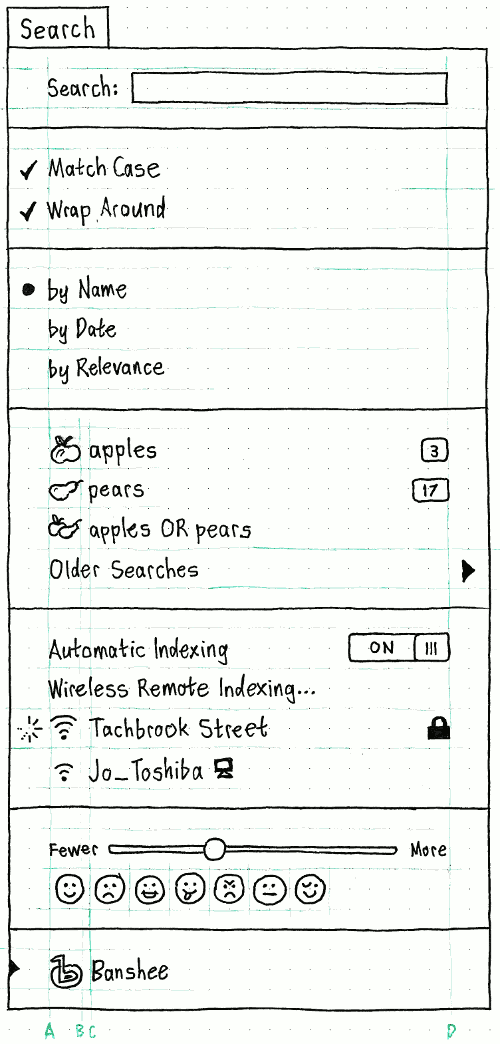 Search
Search:
✓ Match Case
✓ Wrap Around
● by Name
by Date
by Relevance
apples 3
pears 17
apples OR pears
Older Searches
Automatic Indexing ON
Wireless Remote Indexing...
Tachbrook Street
Jo_Toshiba
Fewer More
Banshee
A B C D